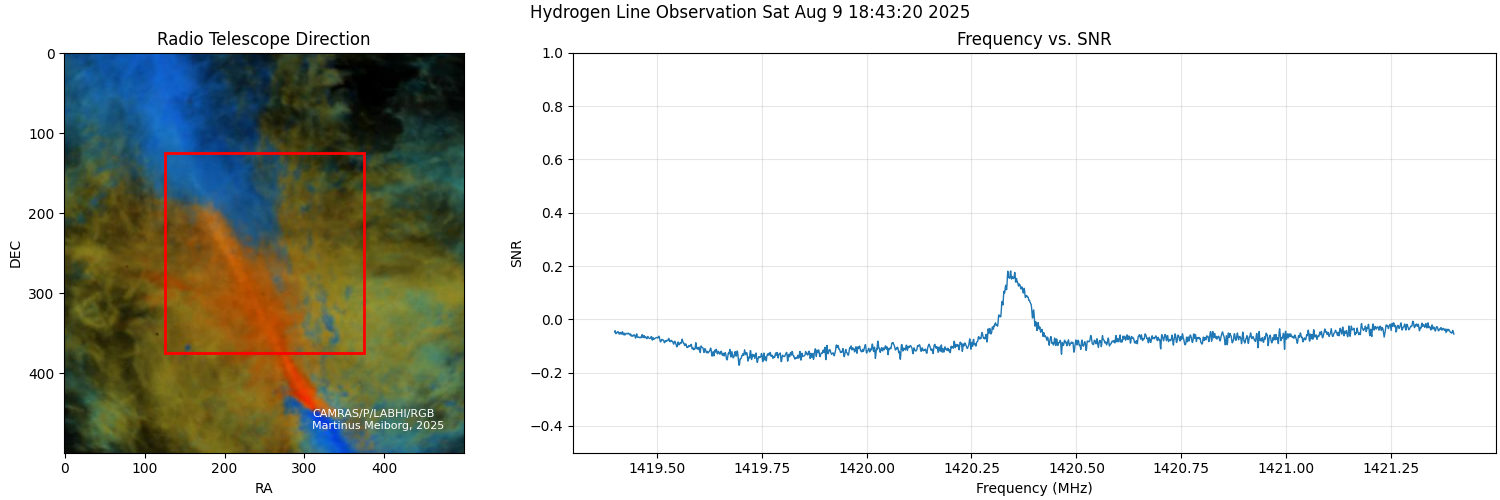 Hydrogen Line Observation Sat Aug 9 18:43:20 2025
Radio Telescope Direction
0
100
200
300
400
DEC
0 100 200 300 400
RA
CAMRAS/P/LABHI/RGB
Martinus Meiborg, 2025
Frequency vs. SNR
1.0
0.8
0.6
0.4
0.2
0.0
−0.2
−0.4
SNR
1419.50 1419.75 1420.00 1420.25 1420.50 1420.75 1421.00 1421.25
Frequency (MHz)